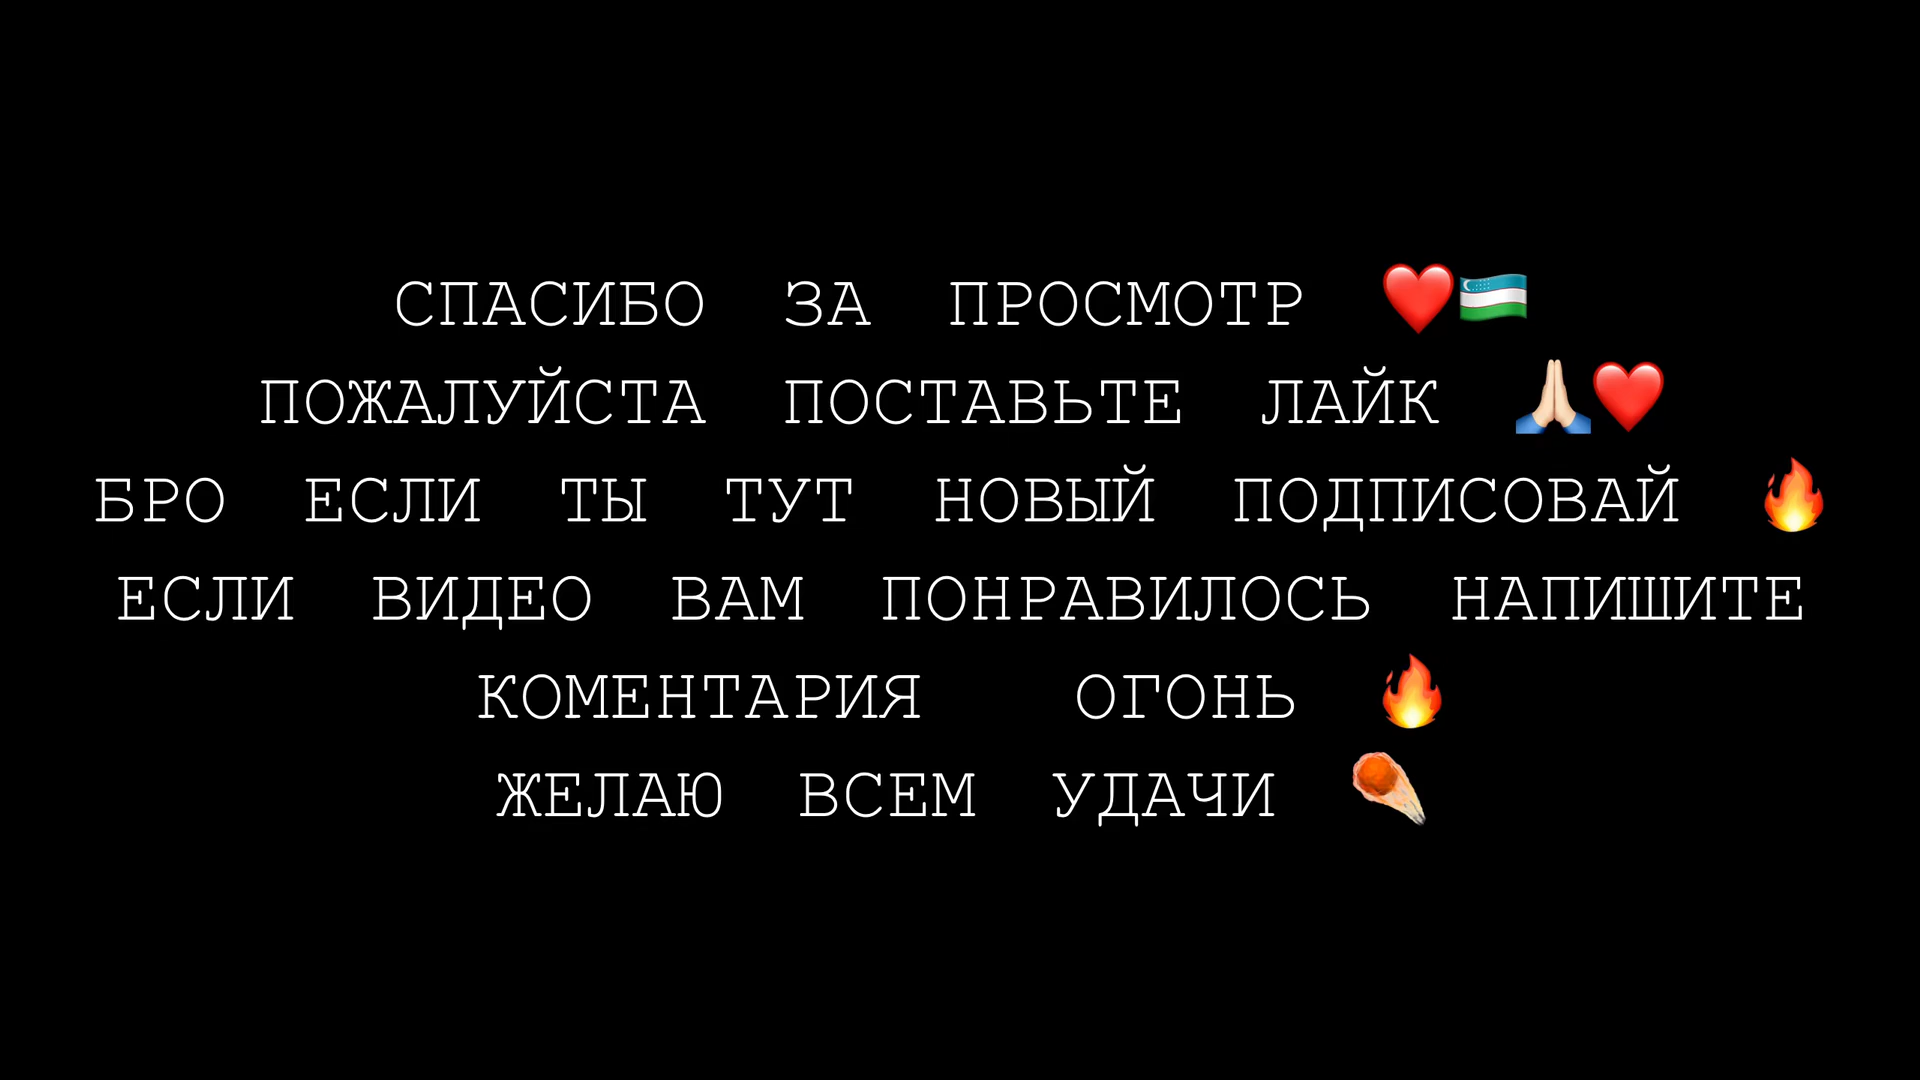 СПАСИБО ЗА ПРОСМОТР ❤️🇺🇿
ПОЖАЛУЙСТА ПОСТАВЬТЕ ЛАЙК 🙏🏻❤️
БРО ЕСЛИ ТЫ ТУТ НОВЫЙ ПОДПИСОВАЙ 🔥
ЕСЛИ ВИДЕО ВАМ ПОНРАВИЛОСЬ НАПИШИТЕ
КОМЕНТАРИЯ ОГОНЬ 🔥
ЖЕЛАЮ ВСЕМ УДАЧИ ☄️